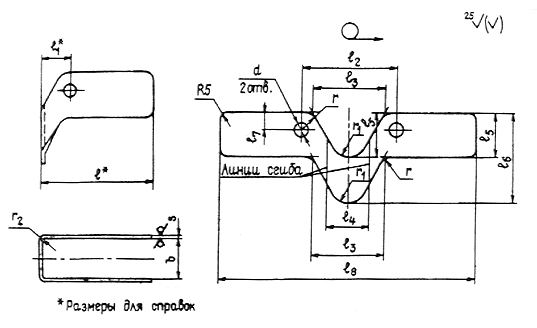 25 √(√)
l₁*
l₂
l₃
d
2 отв.
r
R5
l₇
r₁
l₅
l₅
l₆
Линии сгиба
r₁
r
l*
l₄
r₂
s
b
l₃
l₈
*Размеры для справок